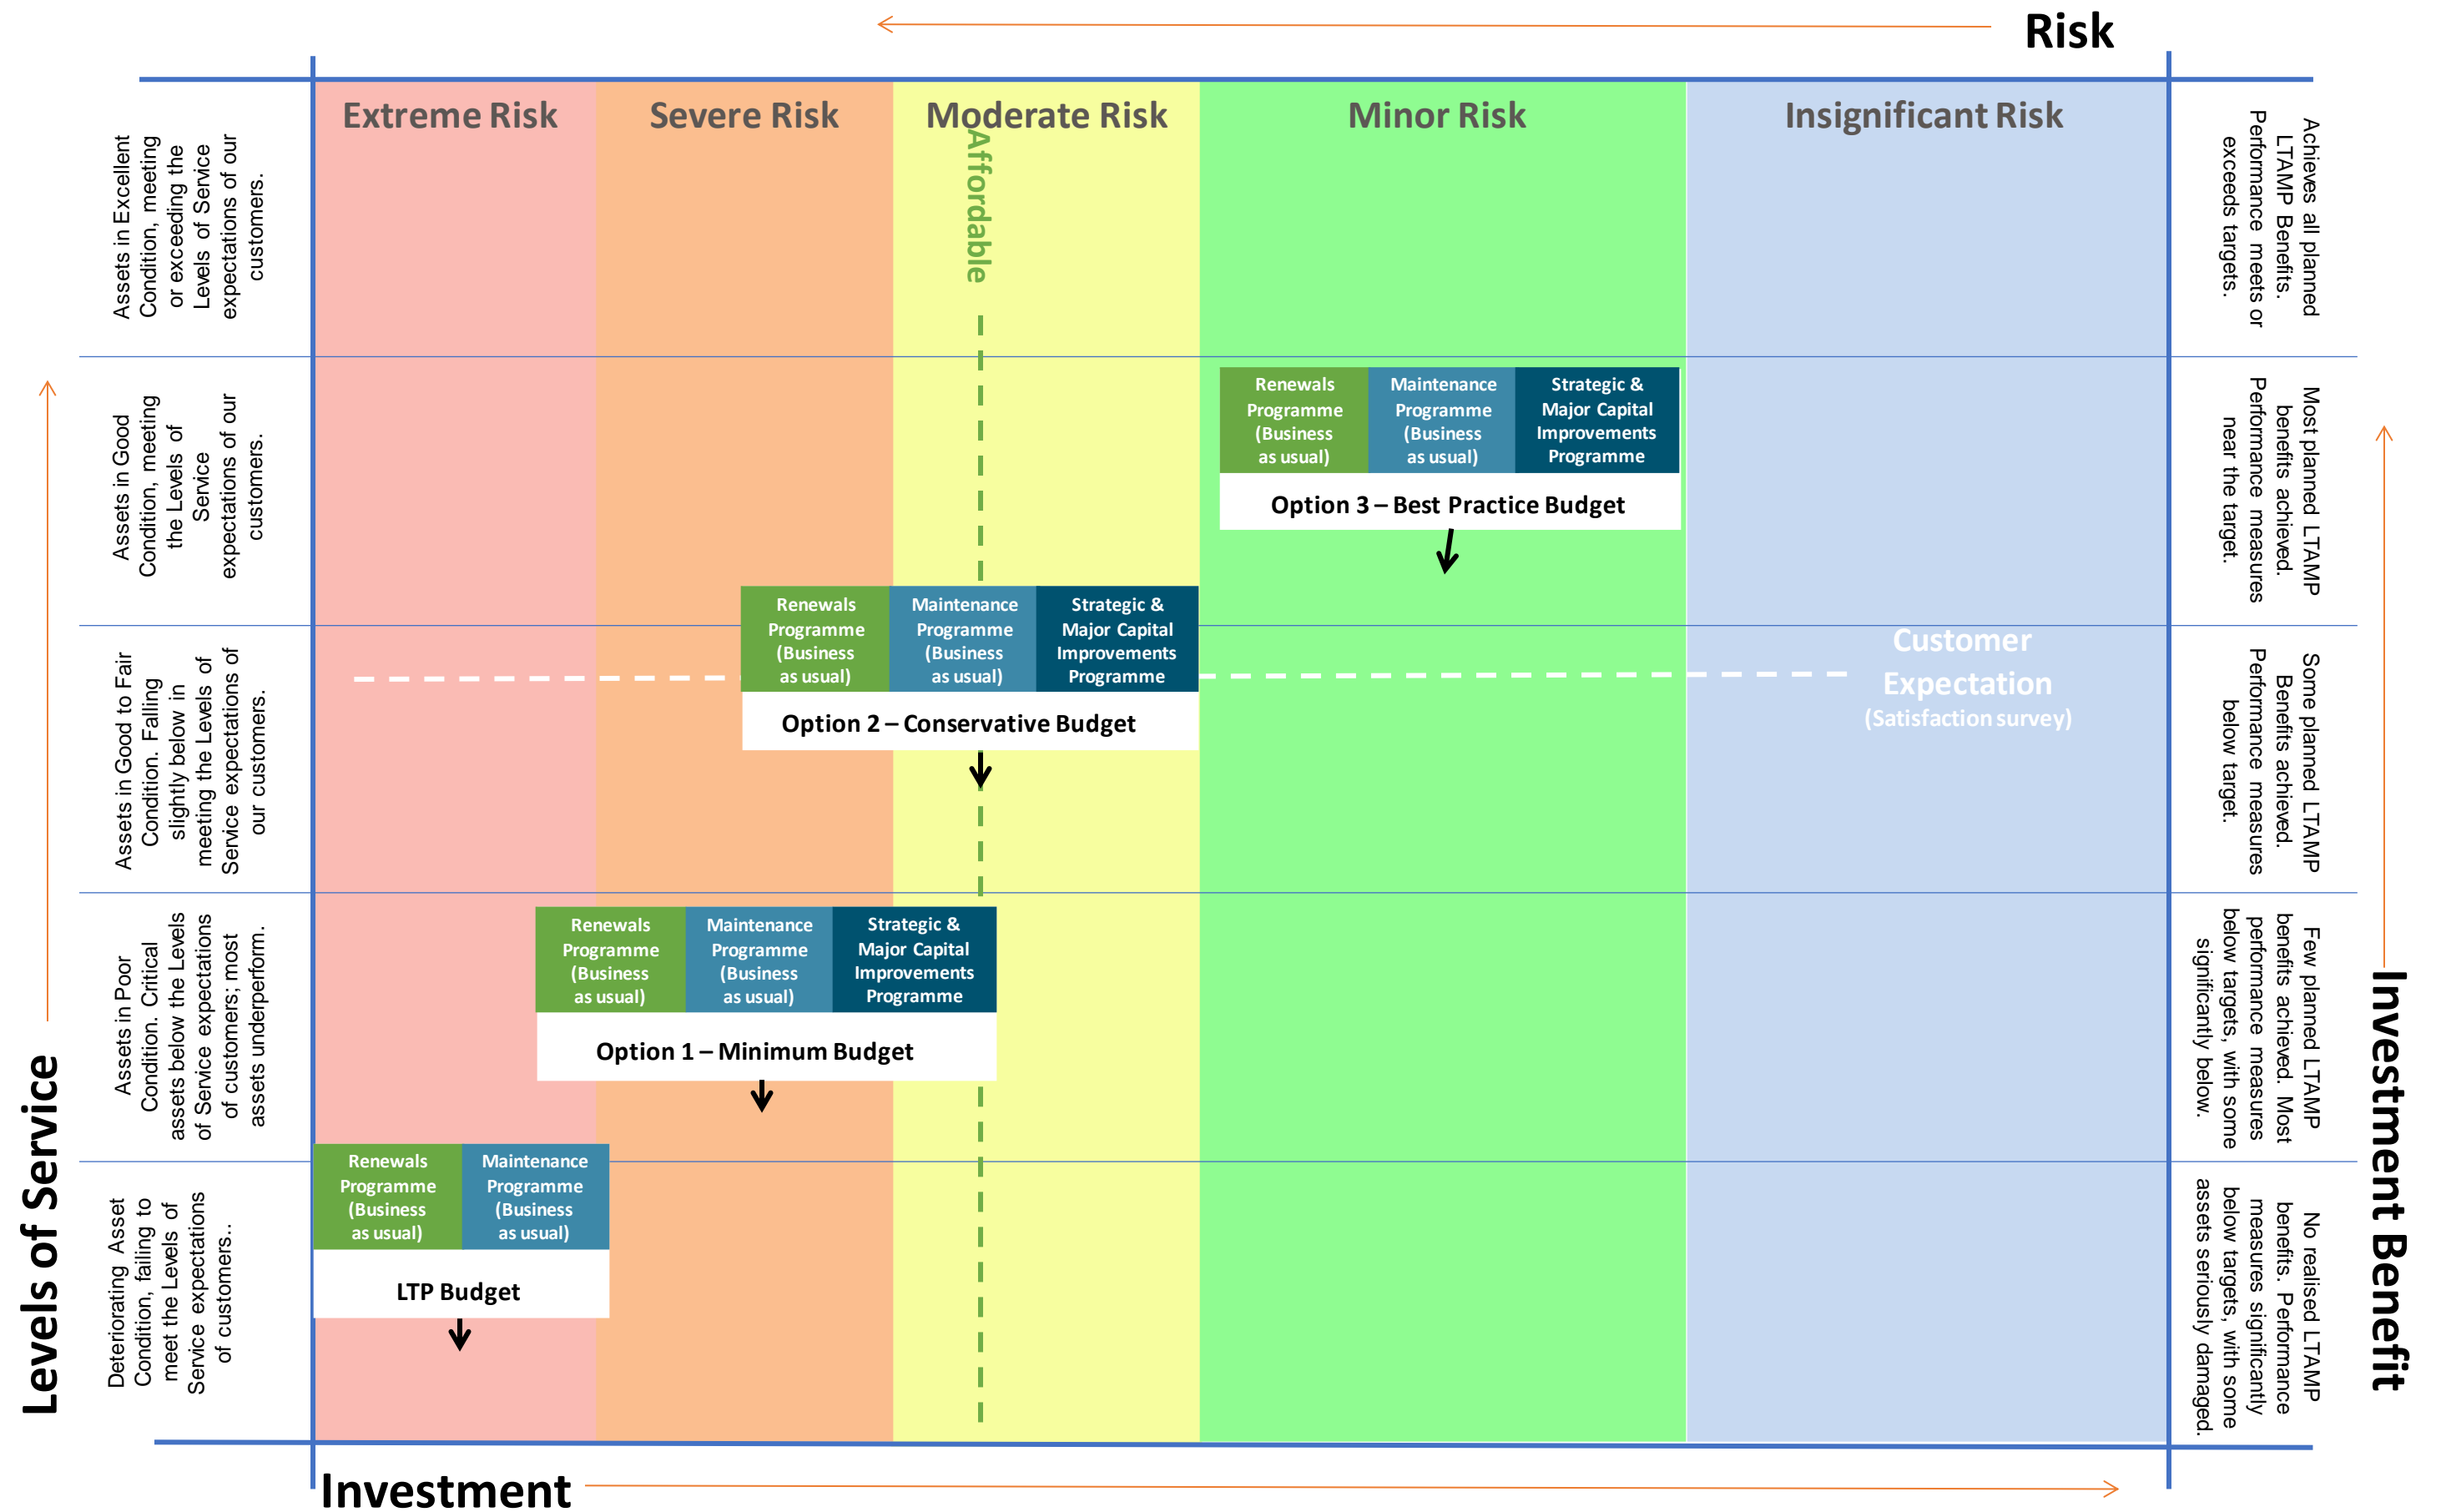 Risk
Extreme Risk
Severe Risk
Moderate Risk
Minor Risk
Insignificant Risk
Affordable
Assets in Excellent
Condition, meeting
or exceeding the
Levels of Service
expectations of our
customers.
Achieves all planned
LTAMP Benefits.
Performance meets or
exceeds targets.
Assets in Good
Condition, meeting
the Levels of
Service
expectations of our
customers.
Renewals
Programme
(Business
as usual)
Maintenance
Programme
(Business
as usual)
Strategic &
Major Capital
Improvements
Programme
Option 3 – Best Practice Budget
Most planned LTAMP
benefits achieved.
Performance measures
near the target.
Assets in Good to Fair
Condition. Falling
slightly below in
meeting the Levels of
Service expectations of
our customers.
Renewals
Programme
(Business
as usual)
Maintenance
Programme
(Business
as usual)
Strategic &
Major Capital
Improvements
Programme
Option 2 – Conservative Budget
Customer
Expectation
(Satisfaction survey)
Some planned LTAMP
Benefits achieved.
Performance measures
below target.
Assets in Poor
Condition. Critical
assets below the Levels
of Service expectations
of customers; most
assets underperform.
Renewals
Programme
(Business
as usual)
Maintenance
Programme
(Business
as usual)
Strategic &
Major Capital
Improvements
Programme
Option 1 – Minimum Budget
Few planned LTAMP
benefits achieved. Most
performance measures
below targets, with some
significantly below.
Deteriorating Asset
Condition, failing to
meet the Levels of
Service expectations
of customers..
Renewals
Programme
(Business
as usual)
Maintenance
Programme
(Business
as usual)
LTP Budget
No realised LTAMP
benefits. Performance
measures significantly
below targets, with some
assets seriously damaged.
Levels of Service
Investment Benefit
Investment